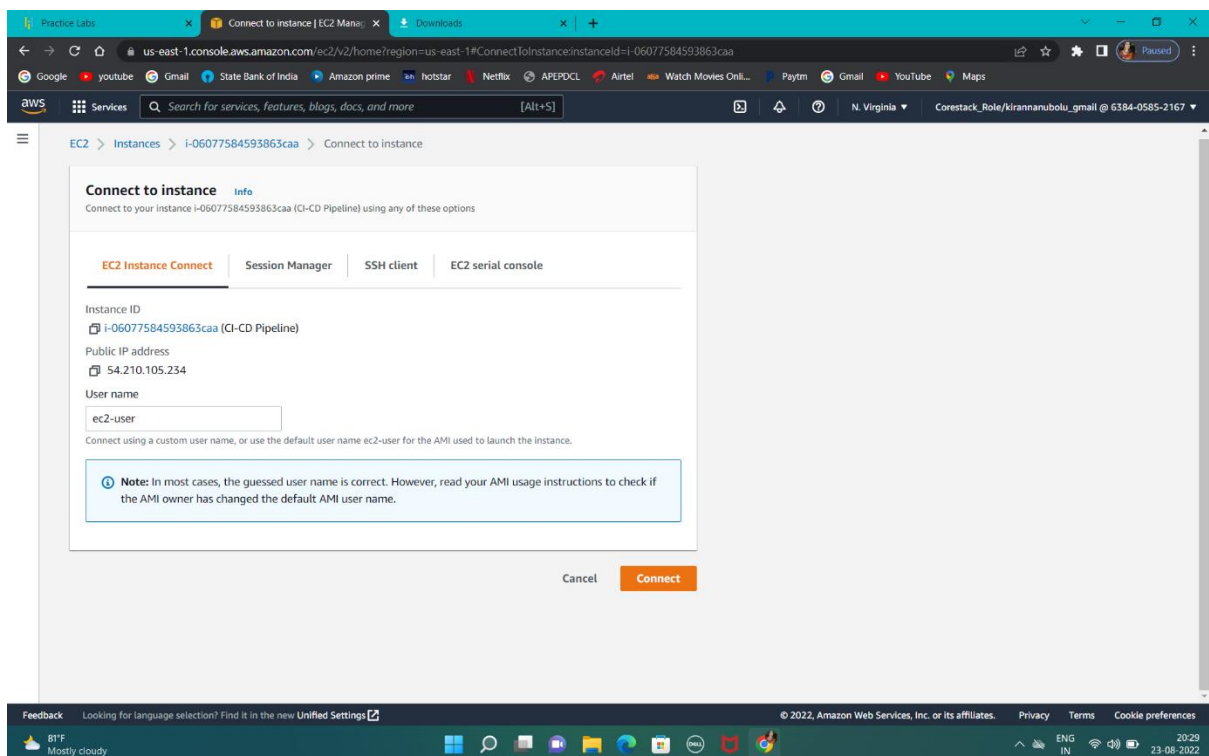 Practice Labs
Connect to instance | EC2 Manag
Downloads
us-east-1.console.aws.amazon.com/ec2/v2/home?region=us-east-1#ConnectToInstance:instanceId=i-06077584593863caa
Paused
Google youtube Gmail State Bank of India Amazon prime hotstar Netflix APEPDCL Airtel Watch Movies Onli... Paytm Gmail YouTube Maps
aws Services Search for services, features, blogs, docs, and more [Alt+S] N. Virginia Corestack_Role/kirannanubolu_gmail @ 6384-0585-2167
EC2 > Instances > i-06077584593863caa > Connect to instance
Connect to instance Info
Connect to your instance i-06077584593863caa (CI-CD Pipeline) using any of these options
EC2 Instance Connect Session Manager SSH client EC2 serial console
Instance ID
i-06077584593863caa (CI-CD Pipeline)
Public IP address
54.210.105.234
User name
ec2-user
Connect using a custom user name, or use the default user name ec2-user for the AMI used to launch the instance.
Note: In most cases, the guessed user name is correct. However, read your AMI usage instructions to check if
the AMI owner has changed the default AMI user name.
Cancel Connect
Feedback Looking for language selection? Find it in the new Unified Settings © 2022, Amazon Web Services, Inc. or its affiliates. Privacy Terms Cookie preferences
81°F
Mostly cloudy
DELL
ENG
IN
20:29
23-08-2022